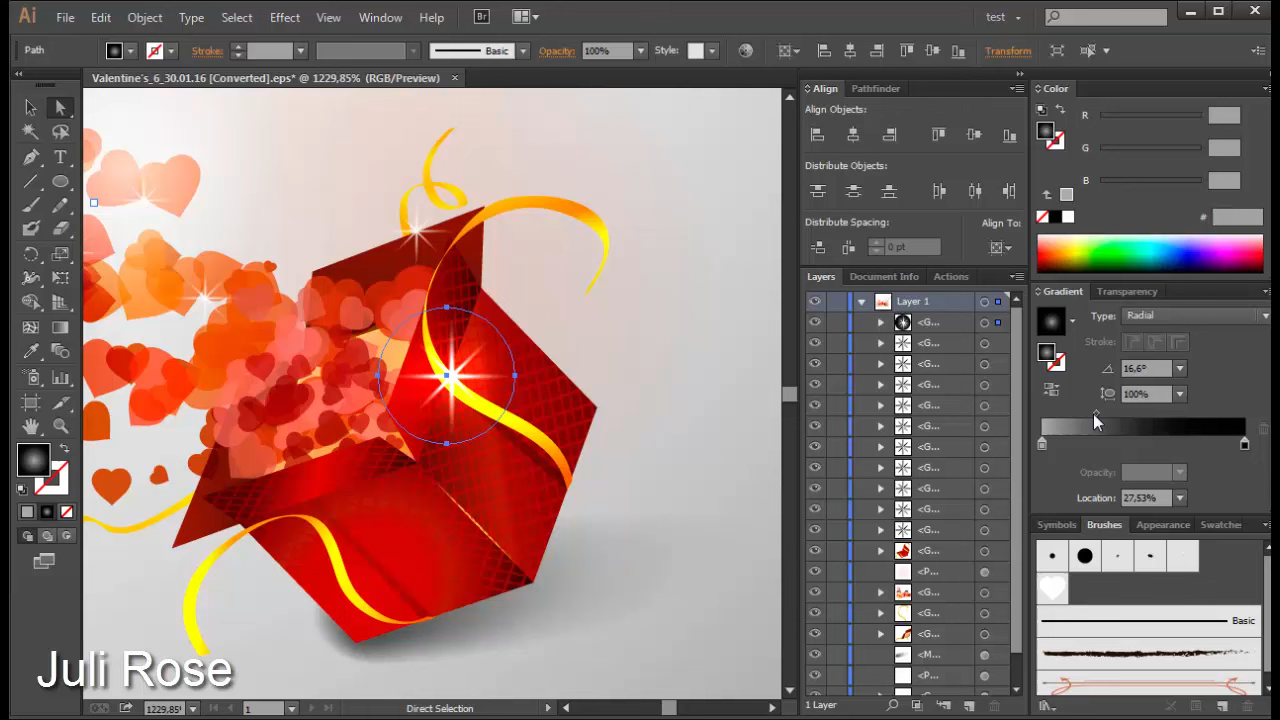 Ai File Edit Object Type Select Effect View Window Help Br test
Path Stroke: Basic Opacity: 100% Style: Transform
Valentine's_6_30.01.16 [Converted].eps* @ 1229,85% (RGB/Preview)
Align Pathfinder
Align Objects:
Distribute Objects:
Distribute Spacing: Align To:
0 pt
Layers Document Info Actions
Layer 1
<G...
<G...
<G...
<G...
<G...
<G...
<G...
<G...
<G...
<G...
<G...
<G...
<P...
<G...
<G...
<G...
<M...
<P...
1 Layer
Color
R
G
B
#
Gradient Transparency
Type: Radial
Stroke:
16,6°
100%
Opacity:
Location: 27,53%
Symbols Brushes Appearance Swatche
Basic
T
Juli Rose
1229,85 1 Direct Selection